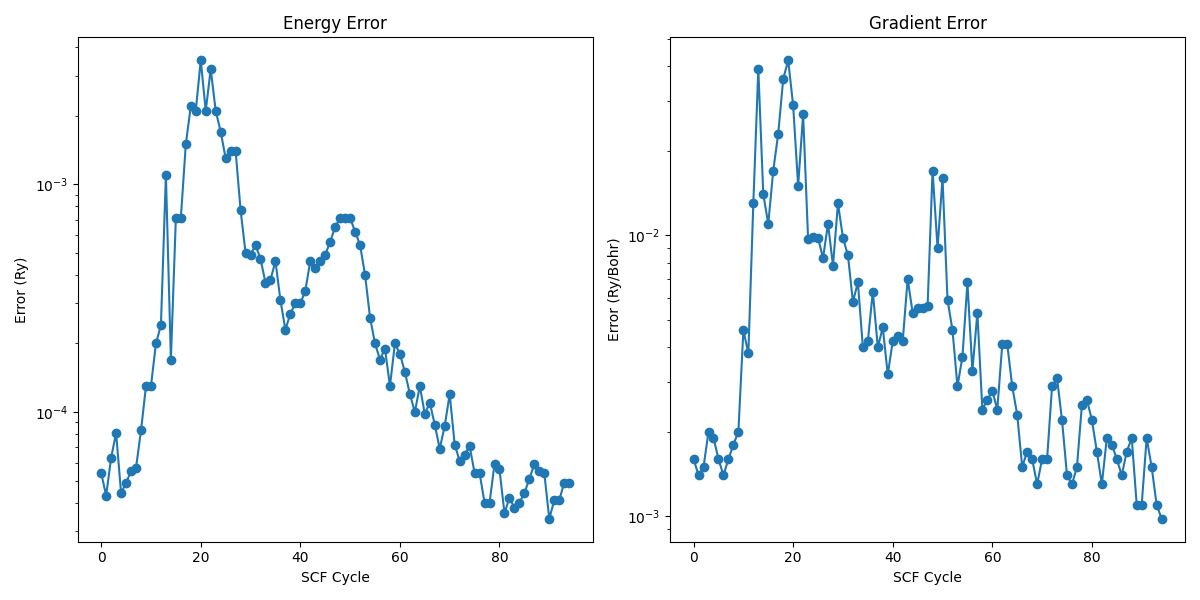 Energy Error
Error (Ry)
10⁻³
10⁻⁴
0 20 40 60 80
SCF Cycle
Gradient Error
Error (Ry/Bohr)
10⁻²
10⁻³
0 20 40 60 80
SCF Cycle